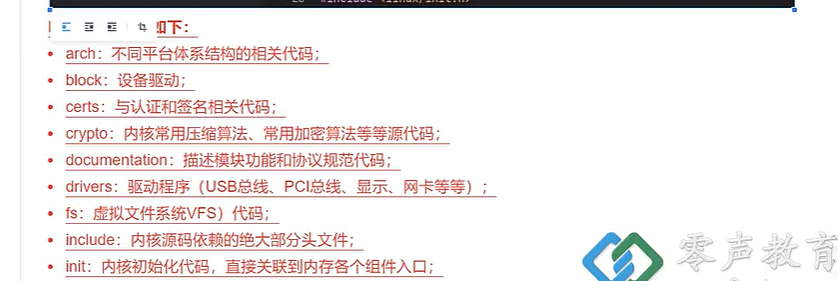 如下：
arch：不同平台体系结构的相关代码；
block：设备驱动；
certs：与认证和签名相关代码；
crypto：内核常用压缩算法、常用加密算法等等源代码；
documentation：描述模块功能和协议规范代码；
drivers：驱动程序（USB总线、PCI总线、显示、网卡等等）；
fs：虚拟文件系统VFS）代码；
include：内核源码依赖的绝大部分头文件；
init：内核初始化代码，直接关联到内存各个组件入口；
零声教育